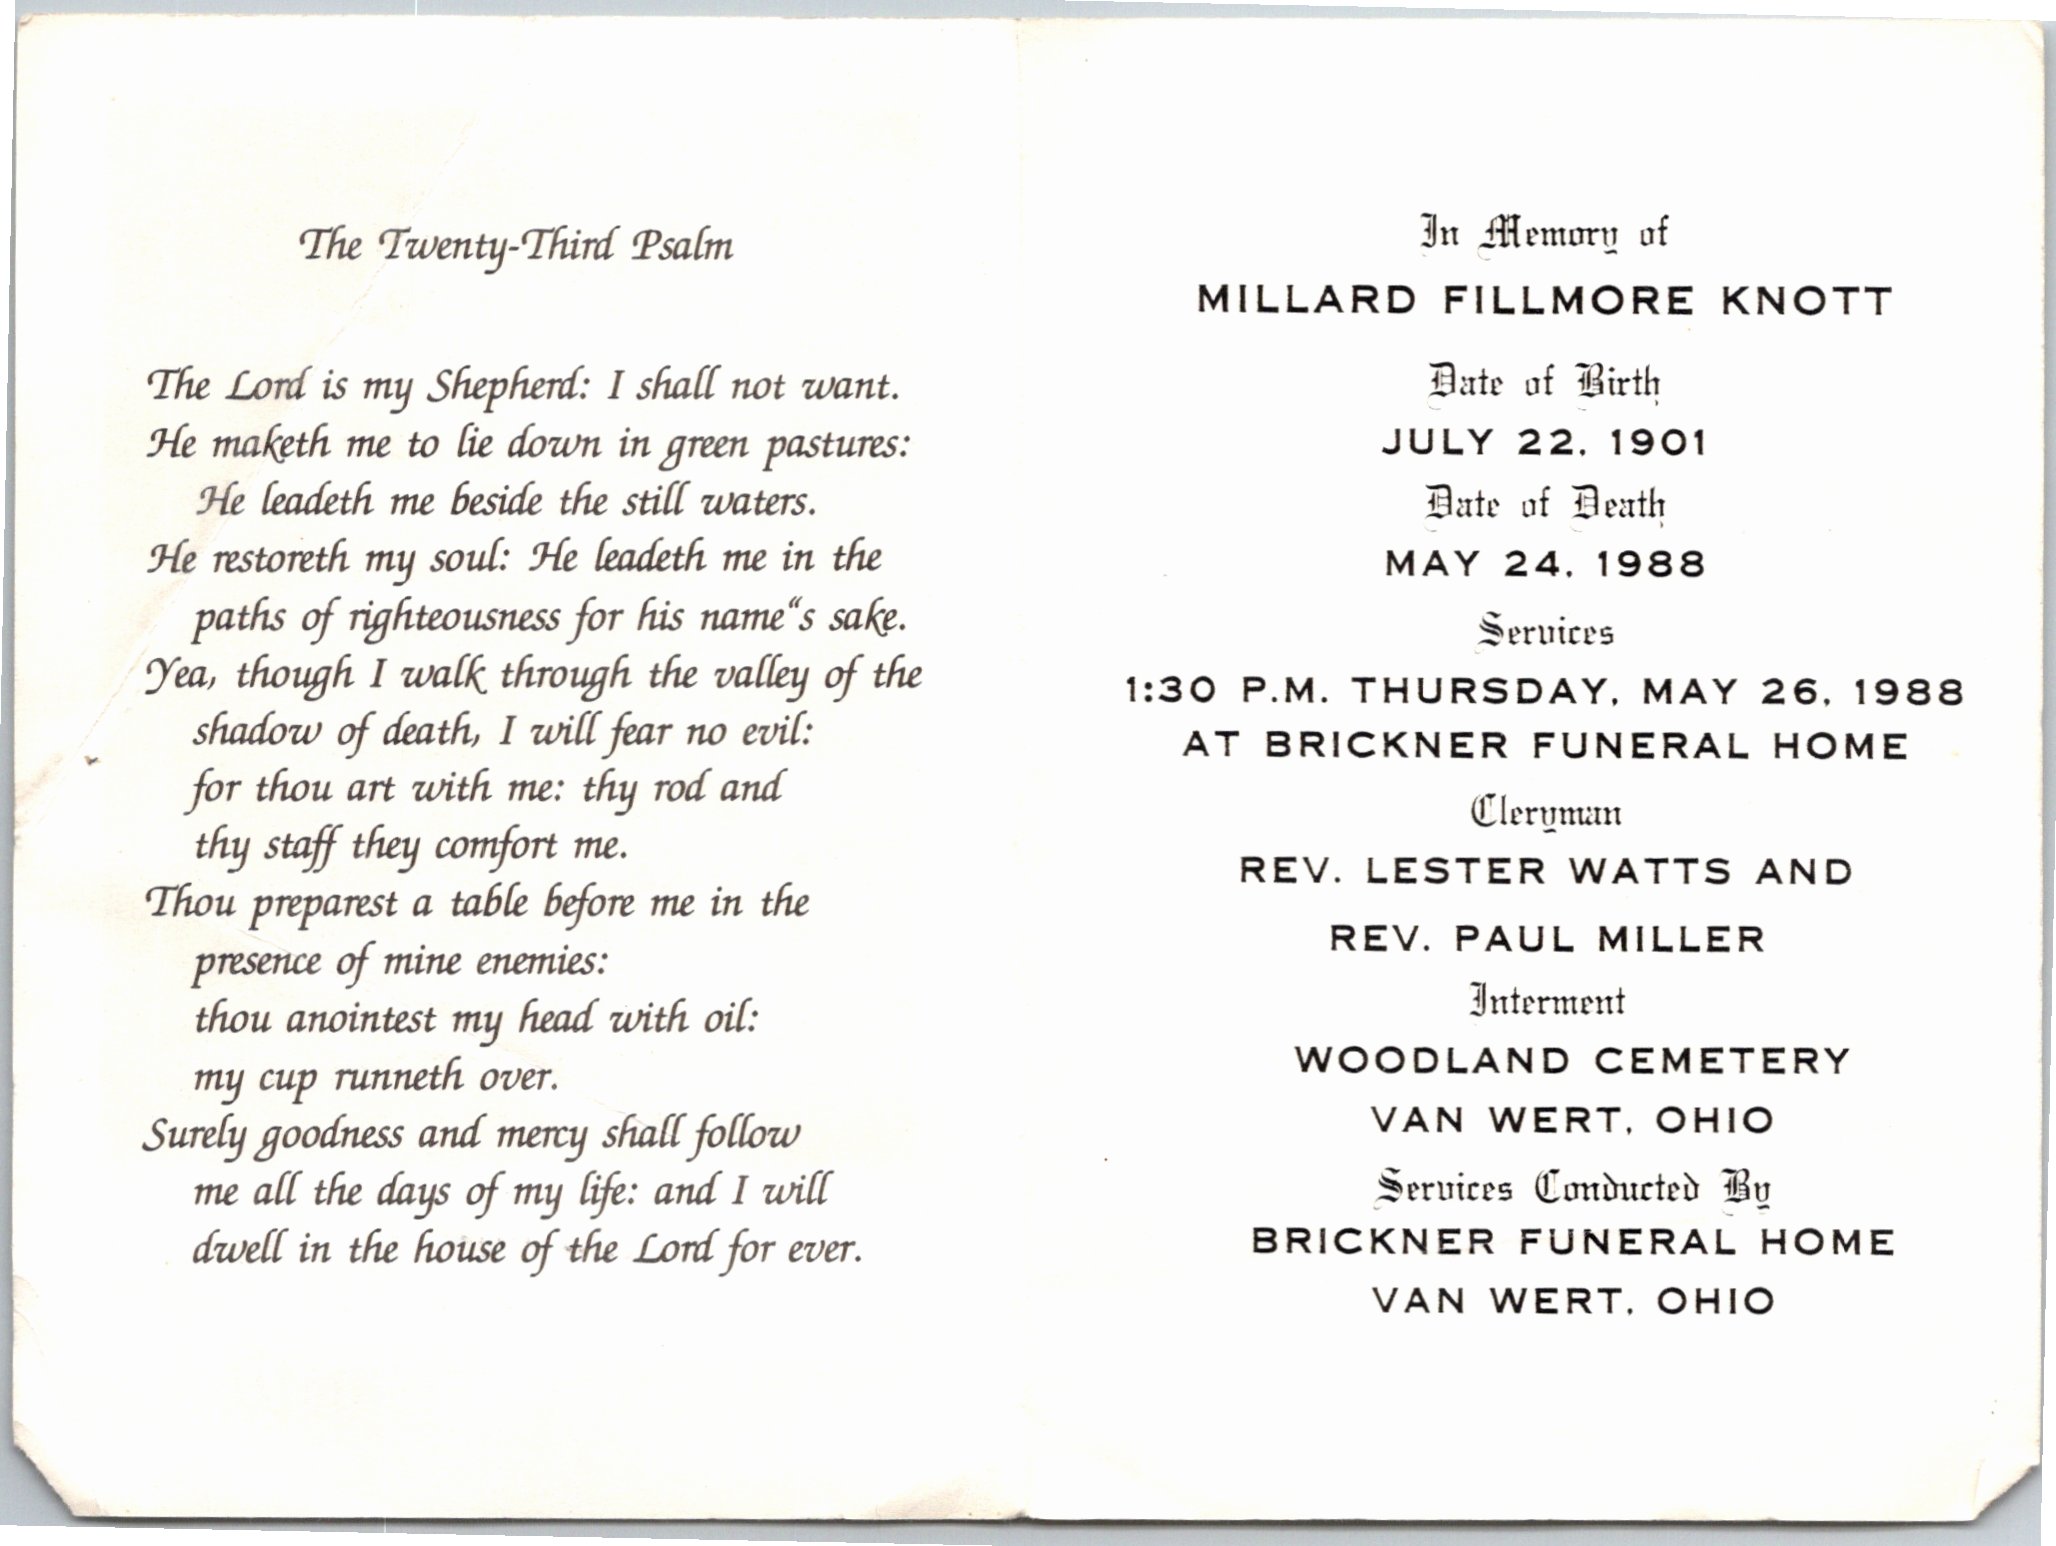 The Twenty-Third Psalm
The Lord is my Shepherd: I shall not want.
He maketh me to lie down in green pastures:
He leadeth me beside the still waters.
He restoreth my soul: He leadeth me in the
paths of righteousness for his name“s sake.
Yea, though I walk through the valley of the
shadow of death, I will fear no evil:
for thou art with me: thy rod and
thy staff they comfort me.
Thou preparest a table before me in the
presence of mine enemies:
thou anointest my head with oil:
my cup runneth over.
Surely goodness and mercy shall follow
me all the days of my life: and I will
dwell in the house of the Lord for ever.
In Memory of
MILLARD FILLMORE KNOTT
Date of Birth
JULY 22, 1901
Date of Death
MAY 24, 1988
Services
1:30 P.M. THURSDAY, MAY 26, 1988
AT BRICKNER FUNERAL HOME
Cleryman
REV. LESTER WATTS AND
REV. PAUL MILLER
Interment
WOODLAND CEMETERY
VAN WERT, OHIO
Services Conducted By
BRICKNER FUNERAL HOME
VAN WERT, OHIO